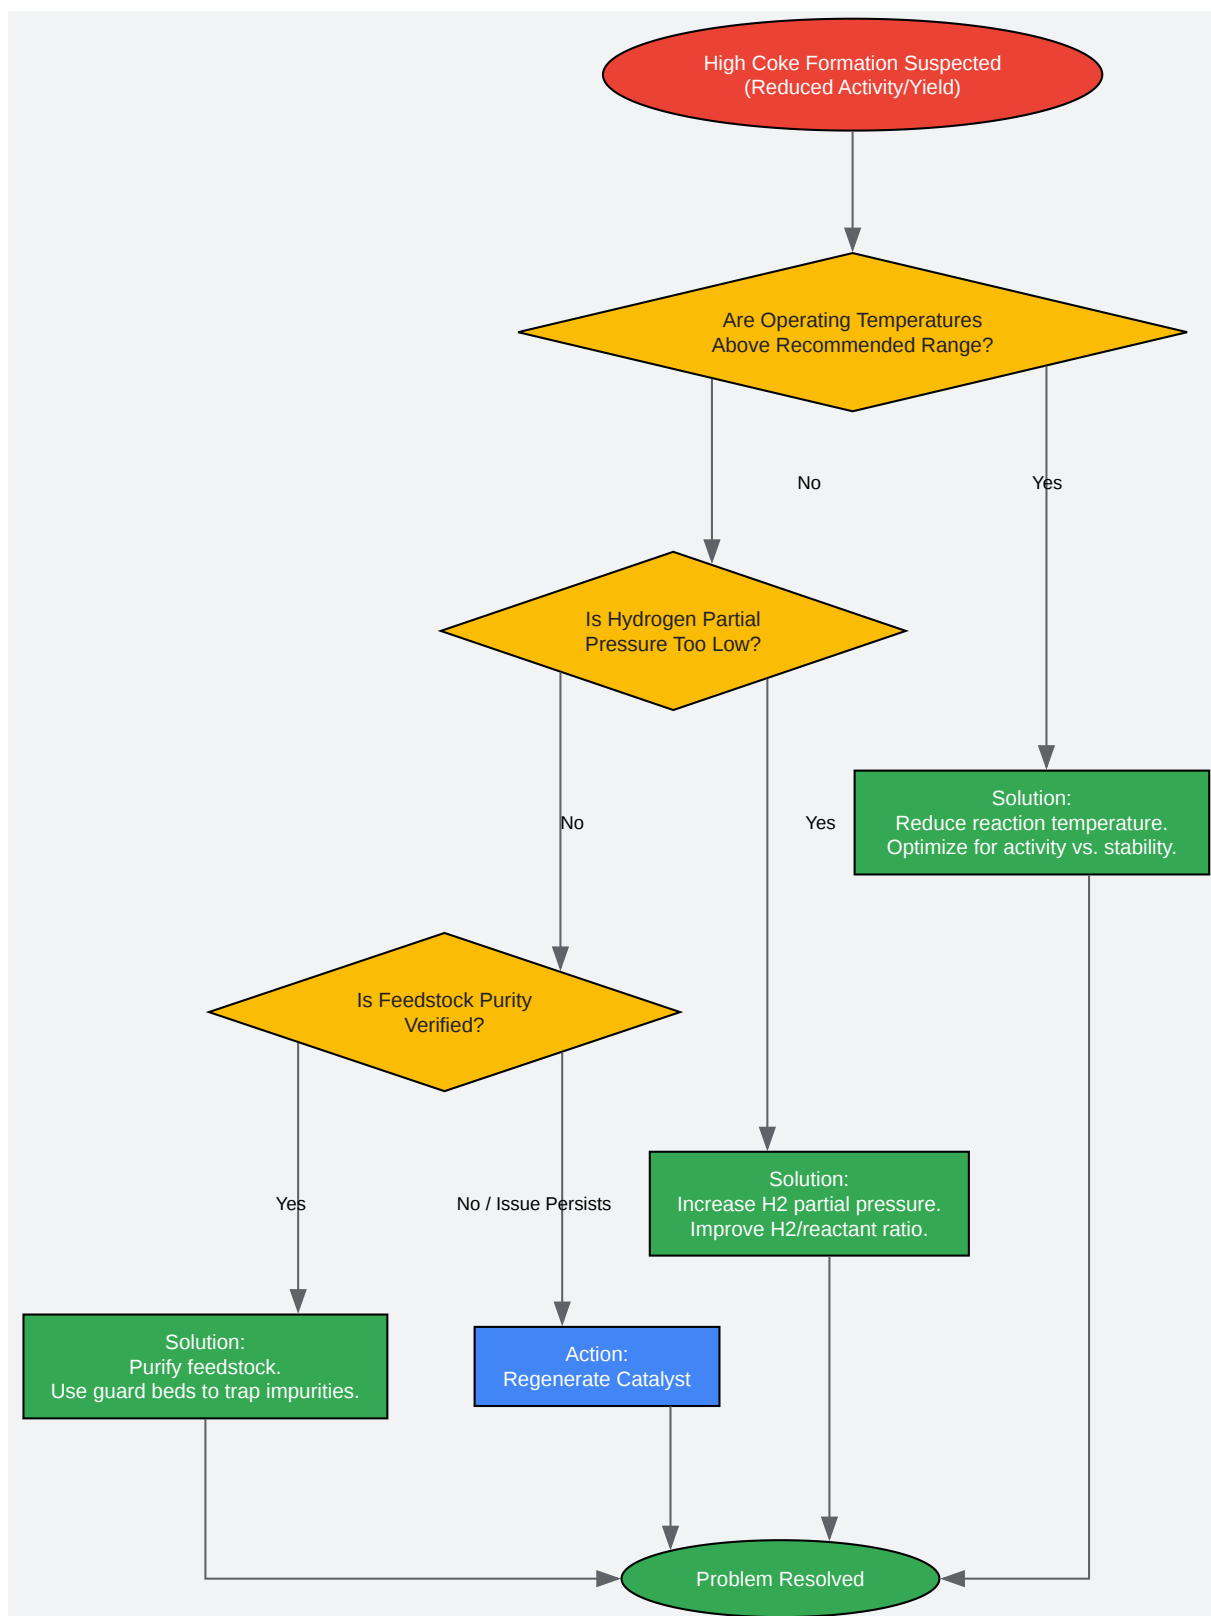 High Coke Formation Suspected
(Reduced Activity/Yield)
Are Operating Temperatures
Above Recommended Range?
No
Yes
Is Hydrogen Partial
Pressure Too Low?
Solution:
Reduce reaction temperature.
Optimize for activity vs. stability.
No
Yes
Is Feedstock Purity
Verified?
Yes
No / Issue Persists
Solution:
Increase H2 partial pressure.
Improve H2/reactant ratio.
Solution:
Purify feedstock.
Use guard beds to trap impurities.
Action:
Regenerate Catalyst
Problem Resolved